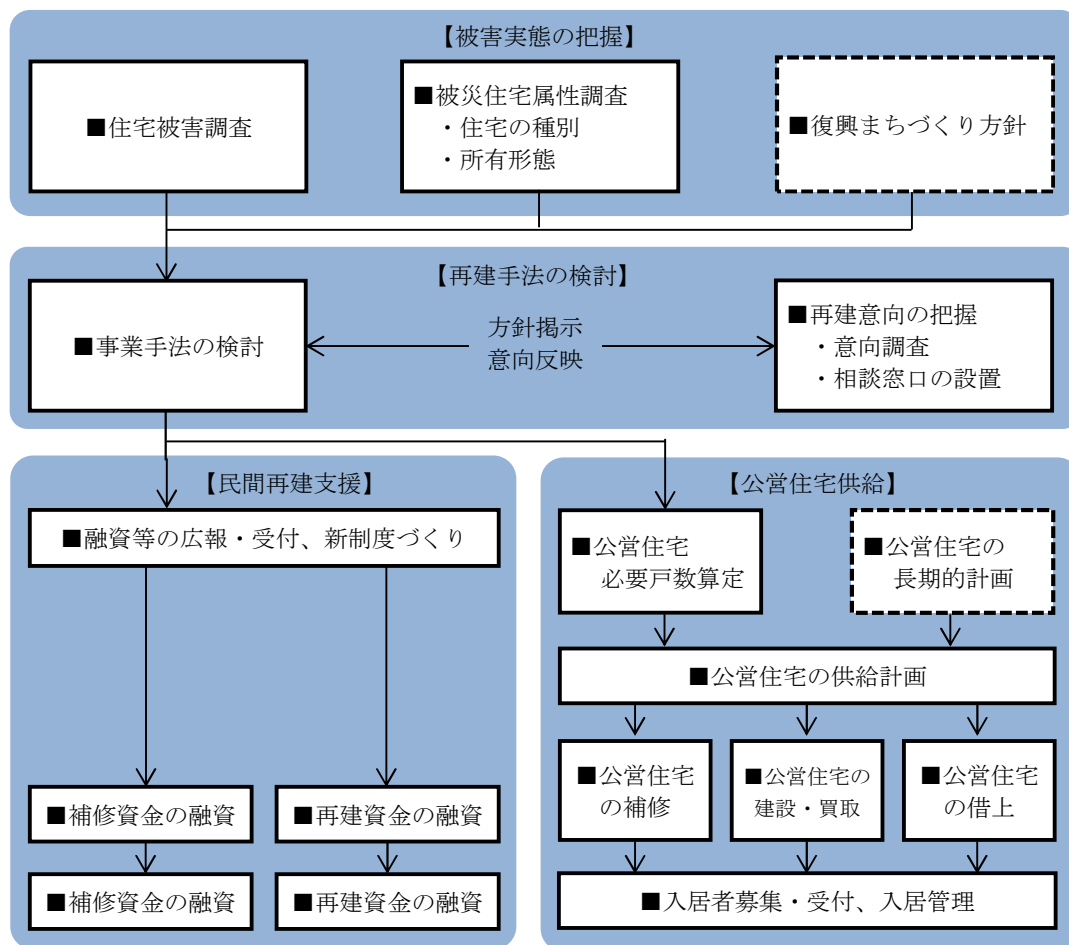 【被害実態の把握】
■住宅被害調査
■被災住宅属性調査
・住宅の種別
・所有形態
■復興まちづくり方針
【再建手法の検討】
■事業手法の検討
方針掲示
意向反映
■再建意向の把握
・意向調査
・相談窓口の設置
【民間再建支援】
■融資等の広報・受付、新制度づくり
■補修資金の融資
■再建資金の融資
■補修資金の融資
■再建資金の融資
【公営住宅供給】
■公営住宅
必要戸数算定
■公営住宅の
長期的計画
■公営住宅の供給計画
■公営住宅
の補修
■公営住宅の
建設・買取
■公営住宅
の借上
■入居者募集・受付、入居管理